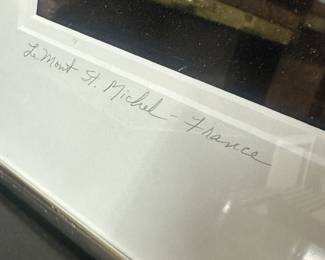 Le Mont St. Michel - France